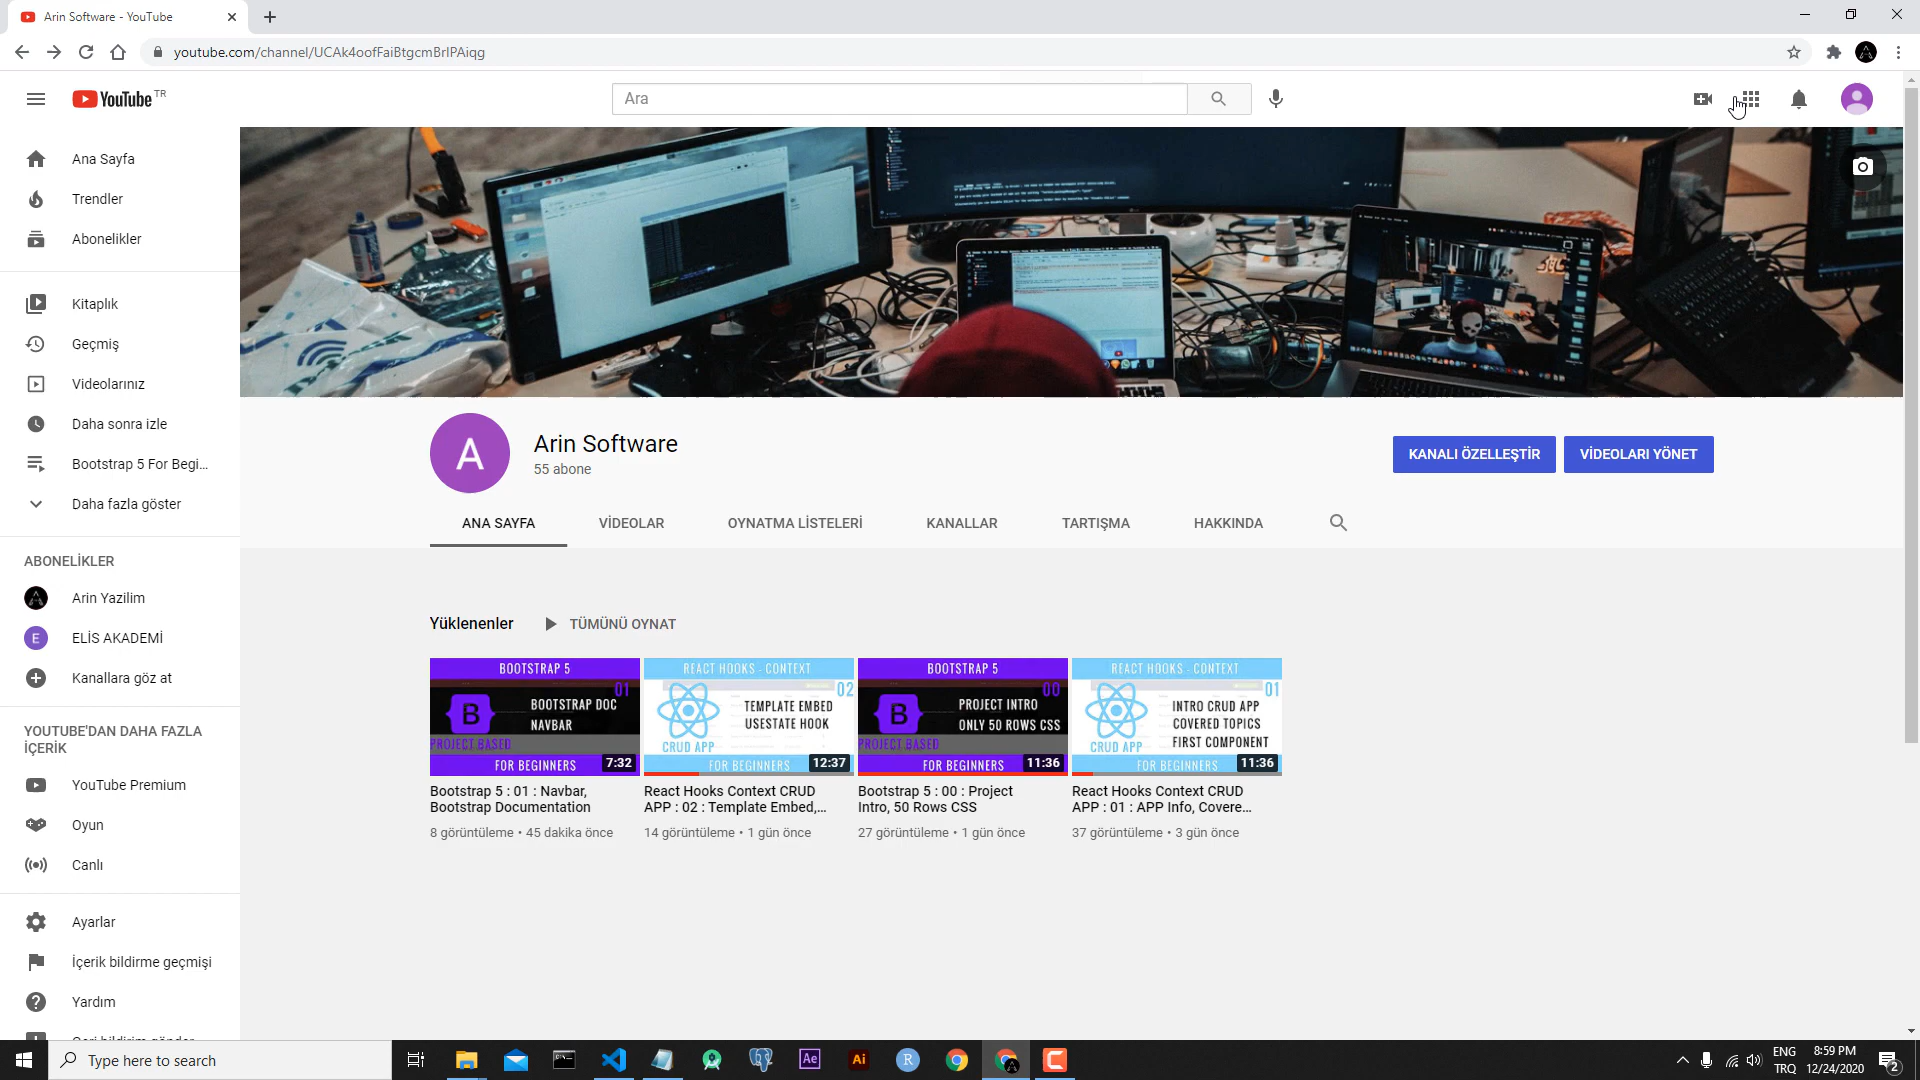 Arin Software - YouTube
youtube.com/channel/UCAk4oofFaiBtgcmBrIPAiqg
YouTube TR
Ara
Ana Sayfa
Trendler
Abonelikler
Kitaplık
Geçmiş
Videolarınız
Daha sonra izle
Bootstrap 5 For Begi...
Daha fazla göster
ABONELİKLER
Arin Yazilim
E
ELİS AKADEMİ
Kanallara göz at
YOUTUBE'DAN DAHA FAZLA
İÇERİK
YouTube Premium
Oyun
Canlı
Ayarlar
İçerik bildirme geçmişi
Yardım
A
Arin Software
55 abone
KANALI ÖZELLEŞTİR
VİDEOLARI YÖNET
ANA SAYFA
VİDEOLAR
OYNATMA LİSTELERİ
KANALLAR
TARTIŞMA
HAKKINDA
Yüklenenler
TÜMÜNÜ OYNAT
BOOTSTRAP 5
01
B
BOOTSTRAP DOC
NAVBAR
PROJECT BASED
FOR BEGINNERS
7:32
Bootstrap 5 : 01 : Navbar,
Bootstrap Documentation
8 görüntüleme • 45 dakika önce
REACT HOOKS - CONTEXT
02
TEMPLATE EMBED
USESTATE HOOK
CRUD APP
FOR BEGINNERS
12:37
React Hooks Context CRUD
APP : 02 : Template Embed,...
14 görüntüleme • 1 gün önce
BOOTSTRAP 5
00
B
PROJECT INTRO
ONLY 50 ROWS CSS
PROJECT BASED
FOR BEGINNERS
11:36
Bootstrap 5 : 00 : Project
Intro, 50 Rows CSS
27 görüntüleme • 1 gün önce
REACT HOOKS - CONTEXT
01
INTRO CRUD APP
COVERED TOPICS
FIRST COMPONENT
CRUD APP
FOR BEGINNERS
11:36
React Hooks Context CRUD
APP : 01 : APP Info, Covere...
37 görüntüleme • 3 gün önce
Type here to search
Ae
Ai
R
ENG
TRQ
8:59 PM
12/24/2020
2